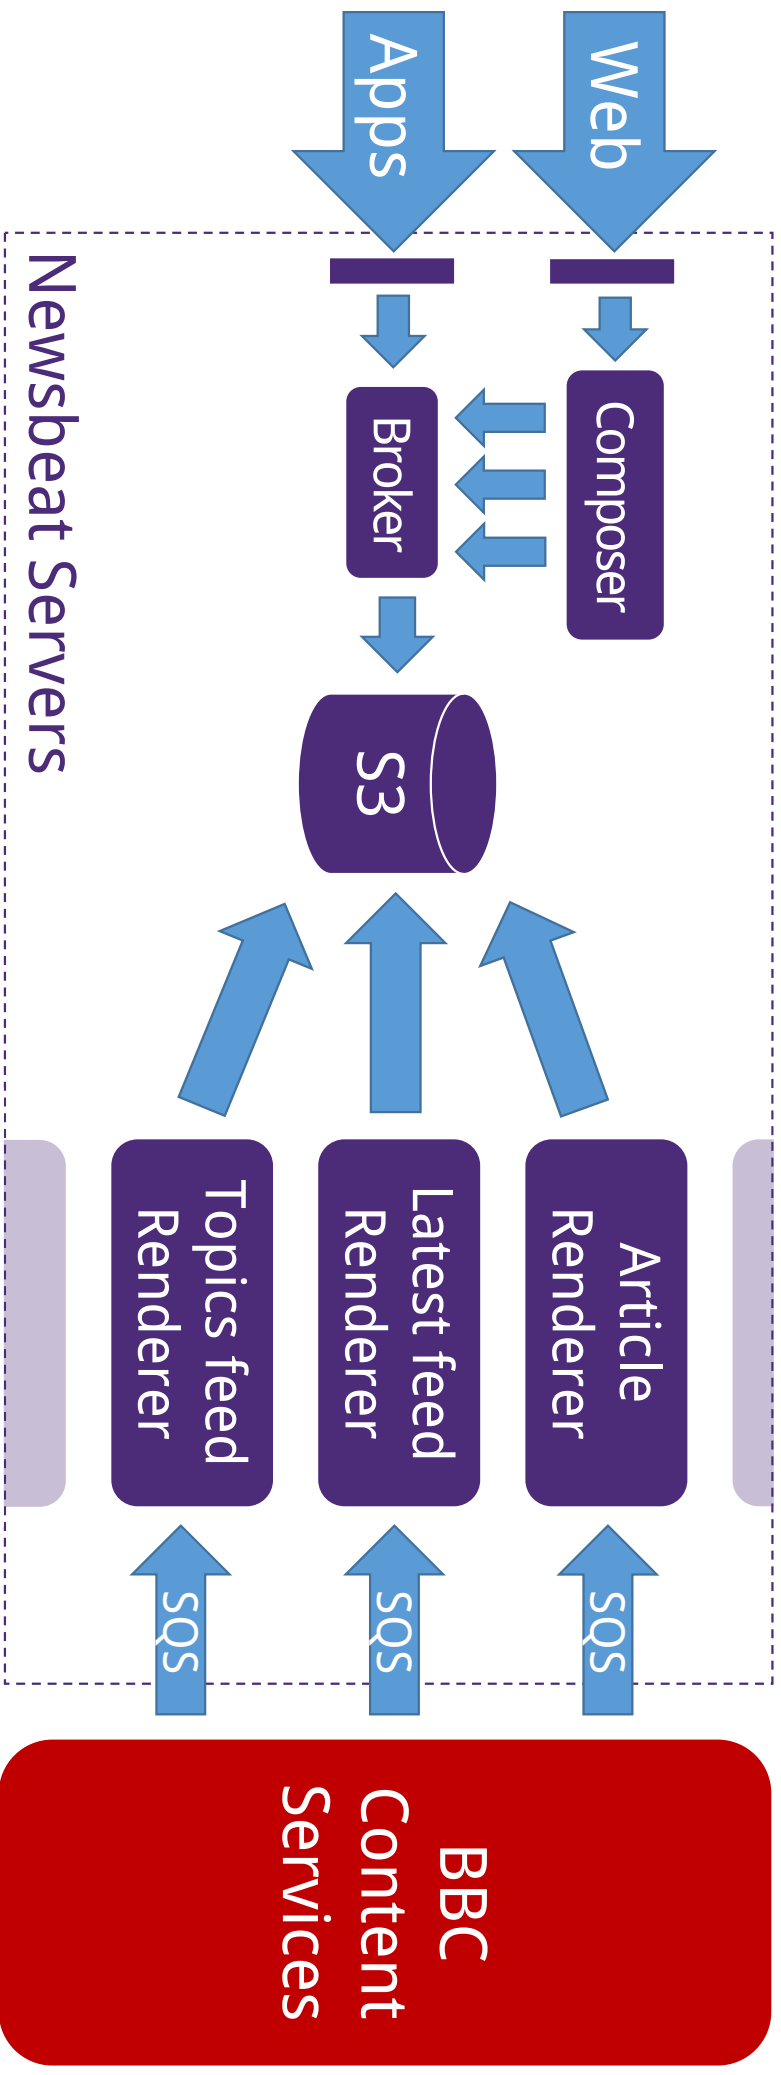 Web
Apps
Composer
Broker
S3
Article
Renderer
Latest feed
Renderer
Topics feed
Renderer
SQS
SQS
SQS
BBC
Content
Services
Newsbeat Servers